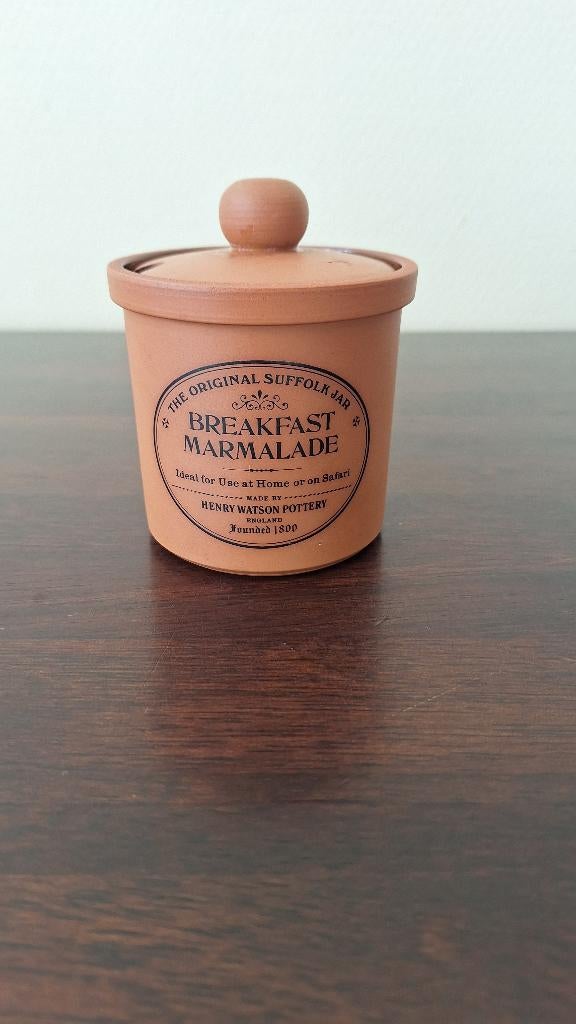 THE ORIGINAL SUFFOLK JAR
BREAKFAST
MARMALADE
Ideal for Use at Home or on Safari
MADE BY
HENRY WATSON POTTERY
ENGLAND
Founded 1800